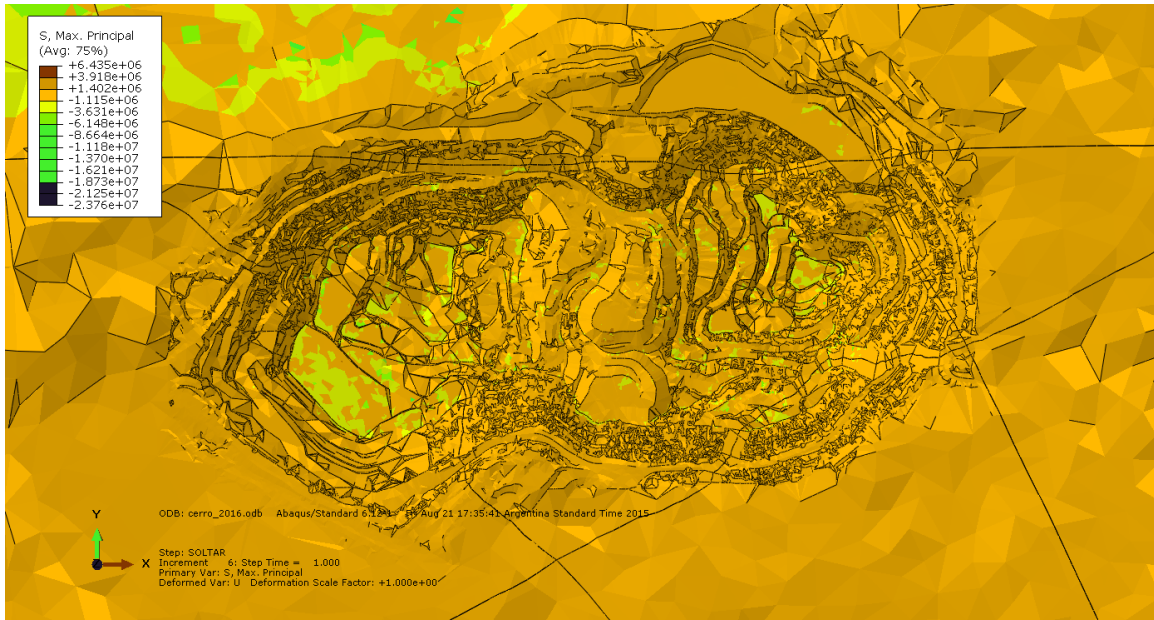 S, Max. Principal
(Avg: 75%)
+6.435e+06
+3.918e+06
+1.402e+06
-1.115e+06
-3.631e+06
-6.148e+06
-8.664e+06
-1.118e+07
-1.370e+07
-1.621e+07
-1.873e+07
-2.125e+07
-2.376e+07
Y
X
ODB: cerro_2016.odb Abaqus/Standard Aug 21 17:35:41 Argentina Standard Time 2015
Step: SOLTAR
Increment 6: Step Time = 1.000
Primary Var: S, Max. Principal
Deformed Var: U Deformation Scale Factor: +1.000e+00